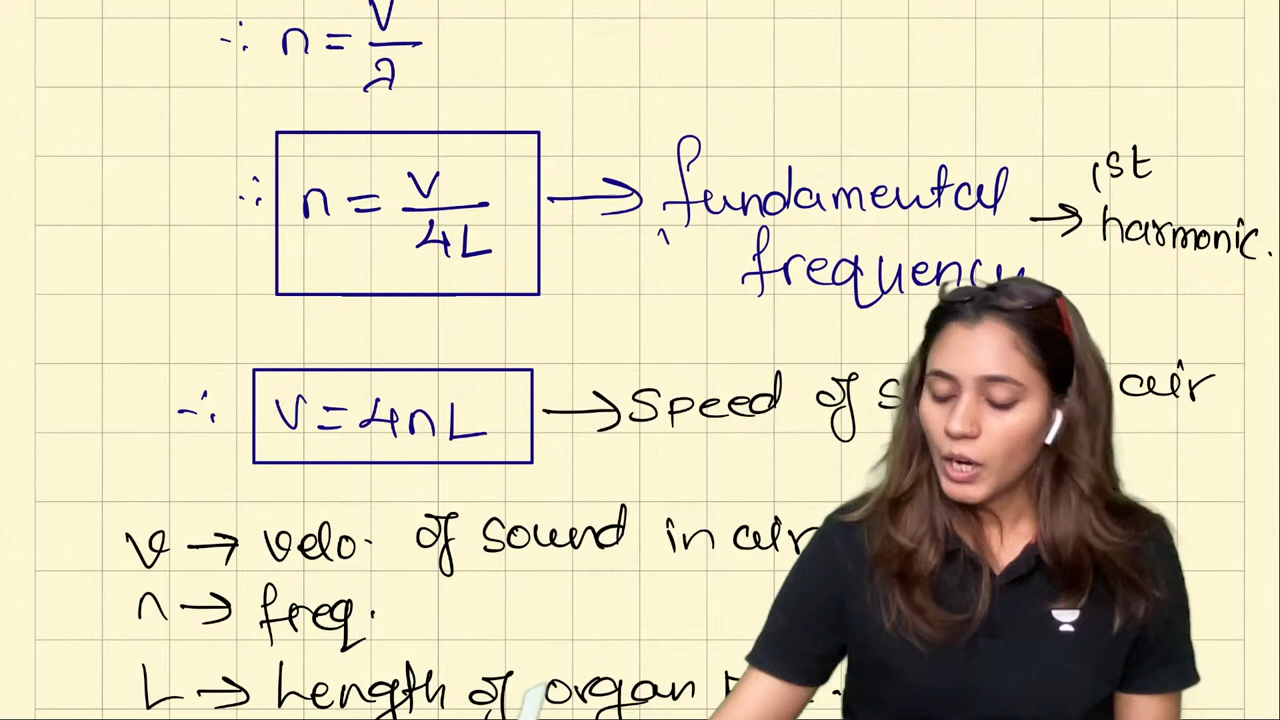 ∴ n = v/λ
∴ n = v/4L → fundamental frequency → 1st harmonic.
∴ v = 4nL → Speed of air
v → velo. of sound in air
n → freq.
L → Length of organ